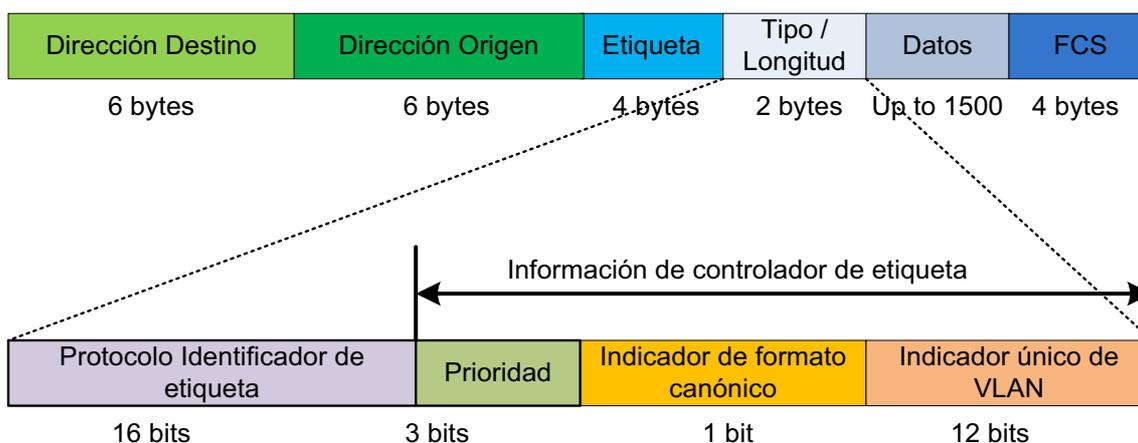 Dirección Destino
Dirección Origen
Etiqueta
Tipo /
Longitud
Datos
FCS
6 bytes
6 bytes
4 bytes
2 bytes
Up to 1500
4 bytes
Información de controlador de etiqueta
Protocolo Identificador de
etiqueta
Prioridad
Indicador de formato
canónico
Indicador único de
VLAN
16 bits
3 bits
1 bit
12 bits